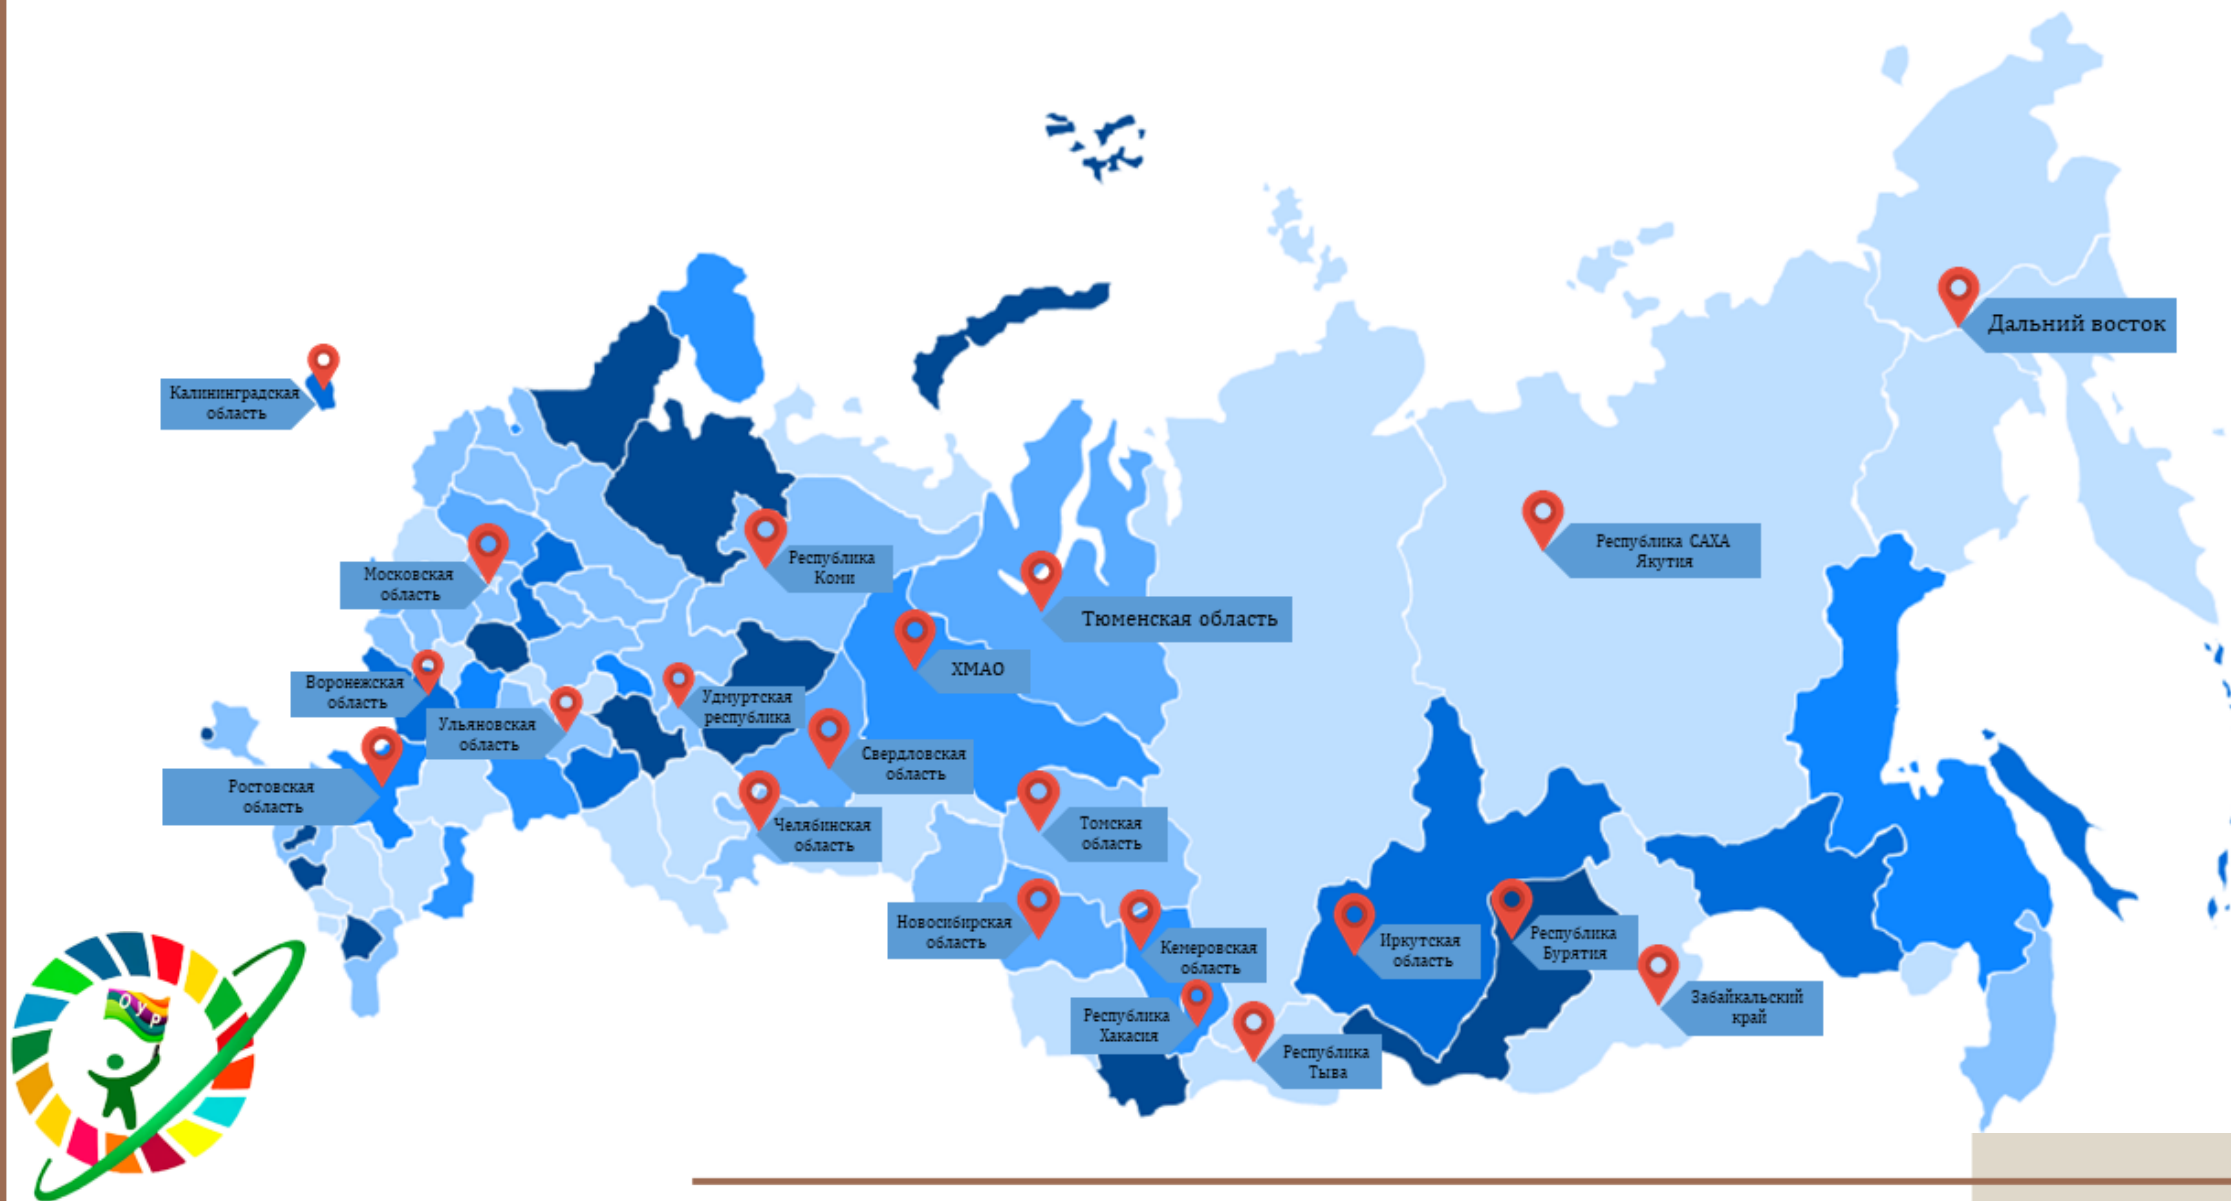 Дальний восток
Калининградская
область
Республика САХА
Якутия
Республика
Коми
Московская
область
Тюменская область
ХМАО
Воронежская
область
Удмуртская
республика
Ульяновская
область
Свердловская
область
Ростовская
область
Челябинская
область
Томская
область
Новосибирская
область
Кемеровская
область
Иркутская
область
Республика
Бурятия
Забайкальский
край
Республика
Хакасия
Республика
Тыва
ОУР